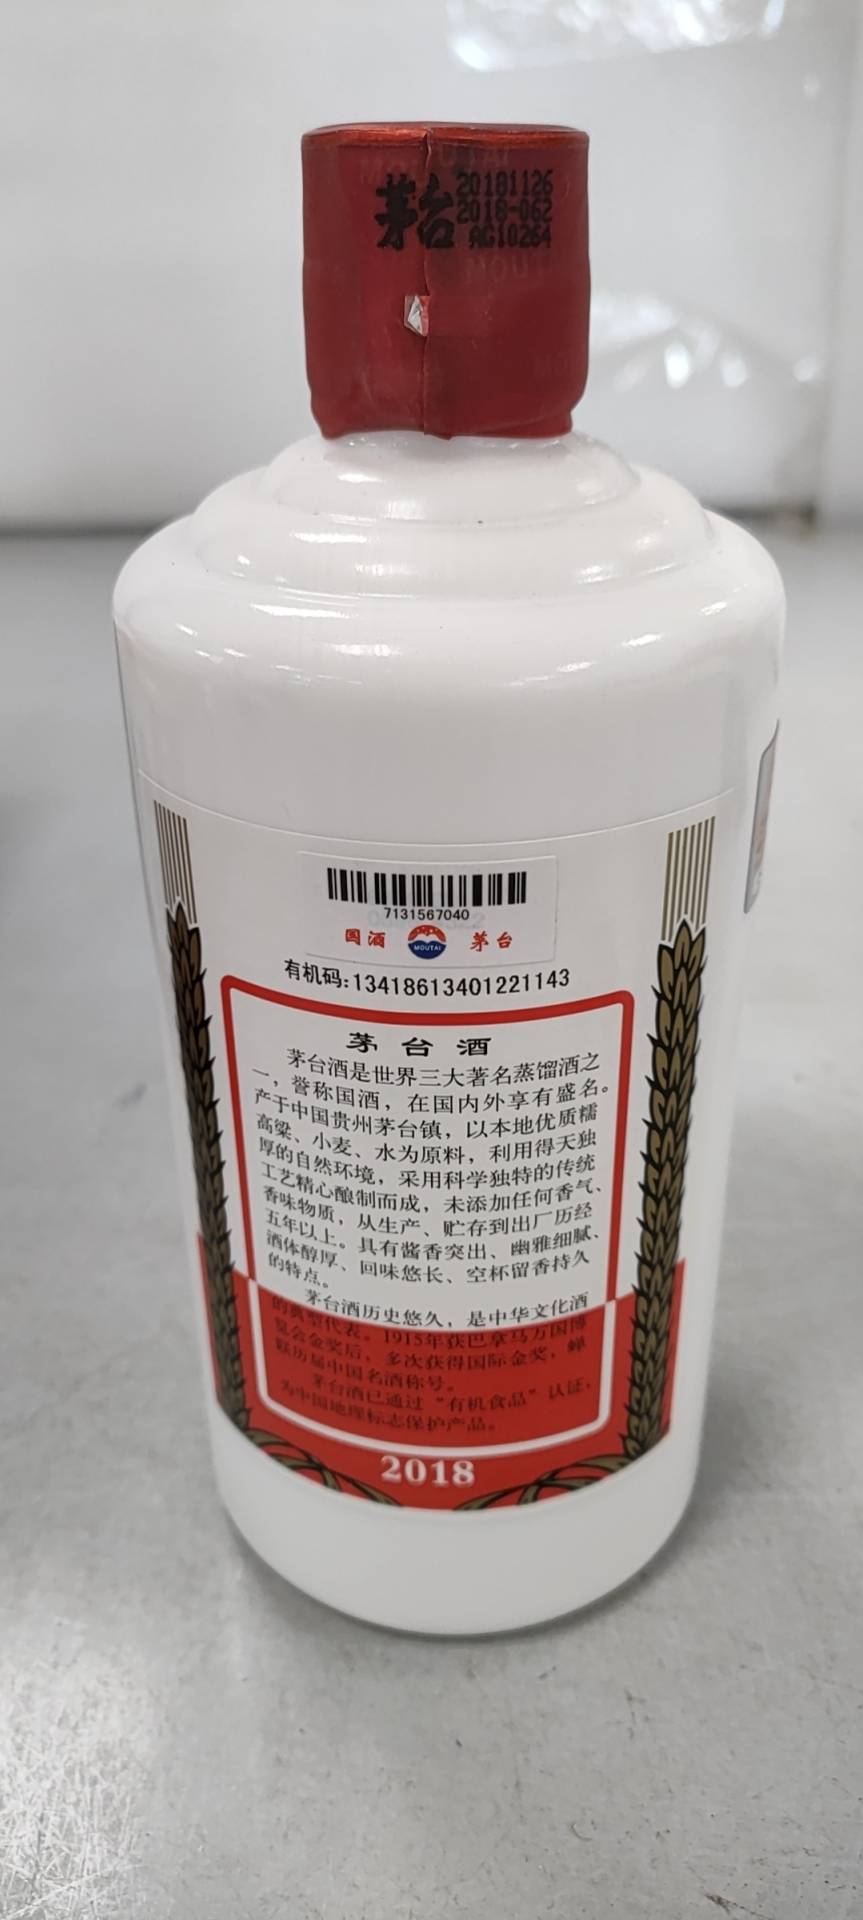 MOUTAI
茅台
20181126
2018-062
AG10264
7131567040
国酒 MOUTAI 茅台
有机码:13418613401221143
茅台酒
茅台酒是世界三大著名蒸馏酒之
一，誉称国酒，在国内外享有盛名。
产于中国贵州茅台镇，以本地优质糯
高粱、小麦、水为原料，利用得天独
厚的自然环境，采用科学独特的传统
工艺精心酿制而成，未添加任何香气、
香味物质，从生产、贮存到出厂历经
五年以上。具有酱香突出、幽雅细腻、
酒体醇厚、回味悠长、空杯留香持久
的特点。
茅台酒历史悠久，是中华文化酒
的典型代表。1915年获巴拿马万国博
览会金奖后，多次获得国际金奖，蝉
联历届中国名酒称号。
茅台酒已通过“有机食品”认证，
为中国地理标志保护产品。
2018